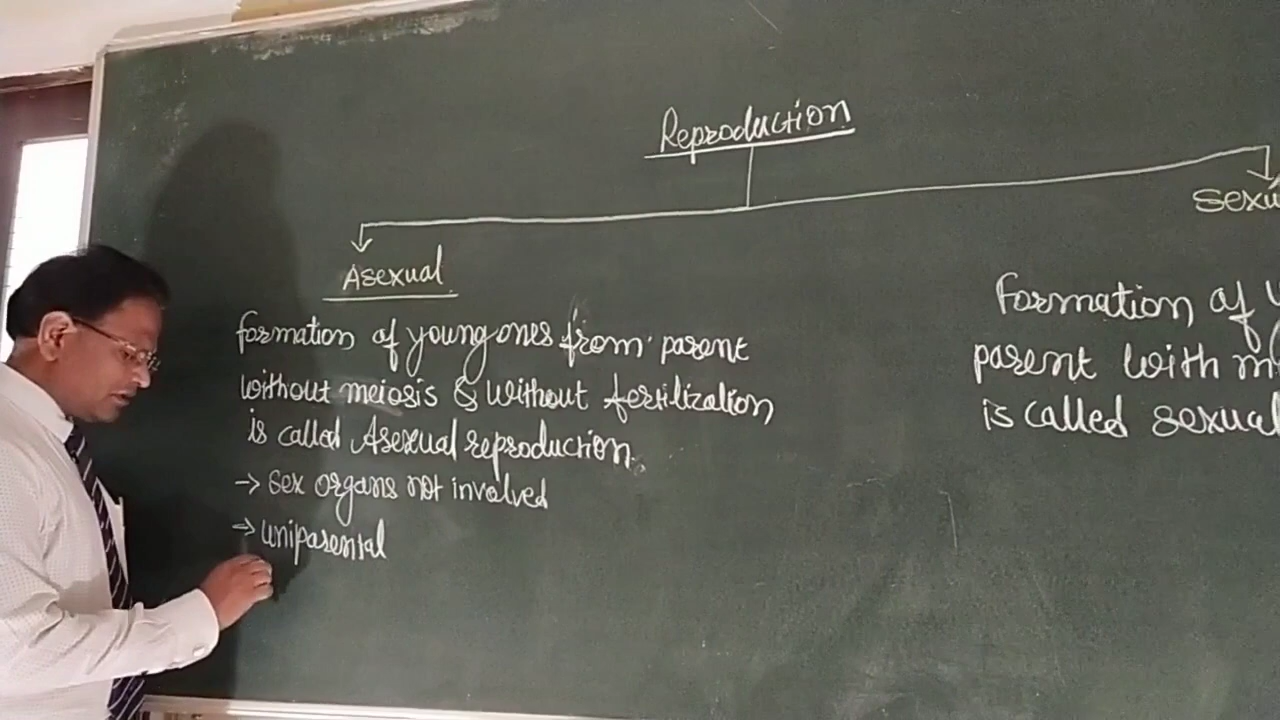 Reproduction
Asexual
formation of young ones from parent
without meiosis & without fertilization
is called Asexual reproduction.
→ Sex organs not involved
→ uniparental
Formation of
parent with
is called sexual